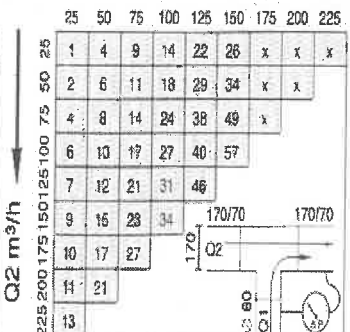 25 50 75 100 125 150 175 200 225
25 1 4 9 14 22 26 x x x
50 2 6 11 18 29 34 x x
75 4 8 14 24 38 49 x
100 6 10 17 27 40 57
125 7 12 21 31 46
150 9 15 23 34
175 10 17 27
200 11 21
225 13
Q2 m³/h
170/70 170/70
170
Q2
80
Q1
ΔP